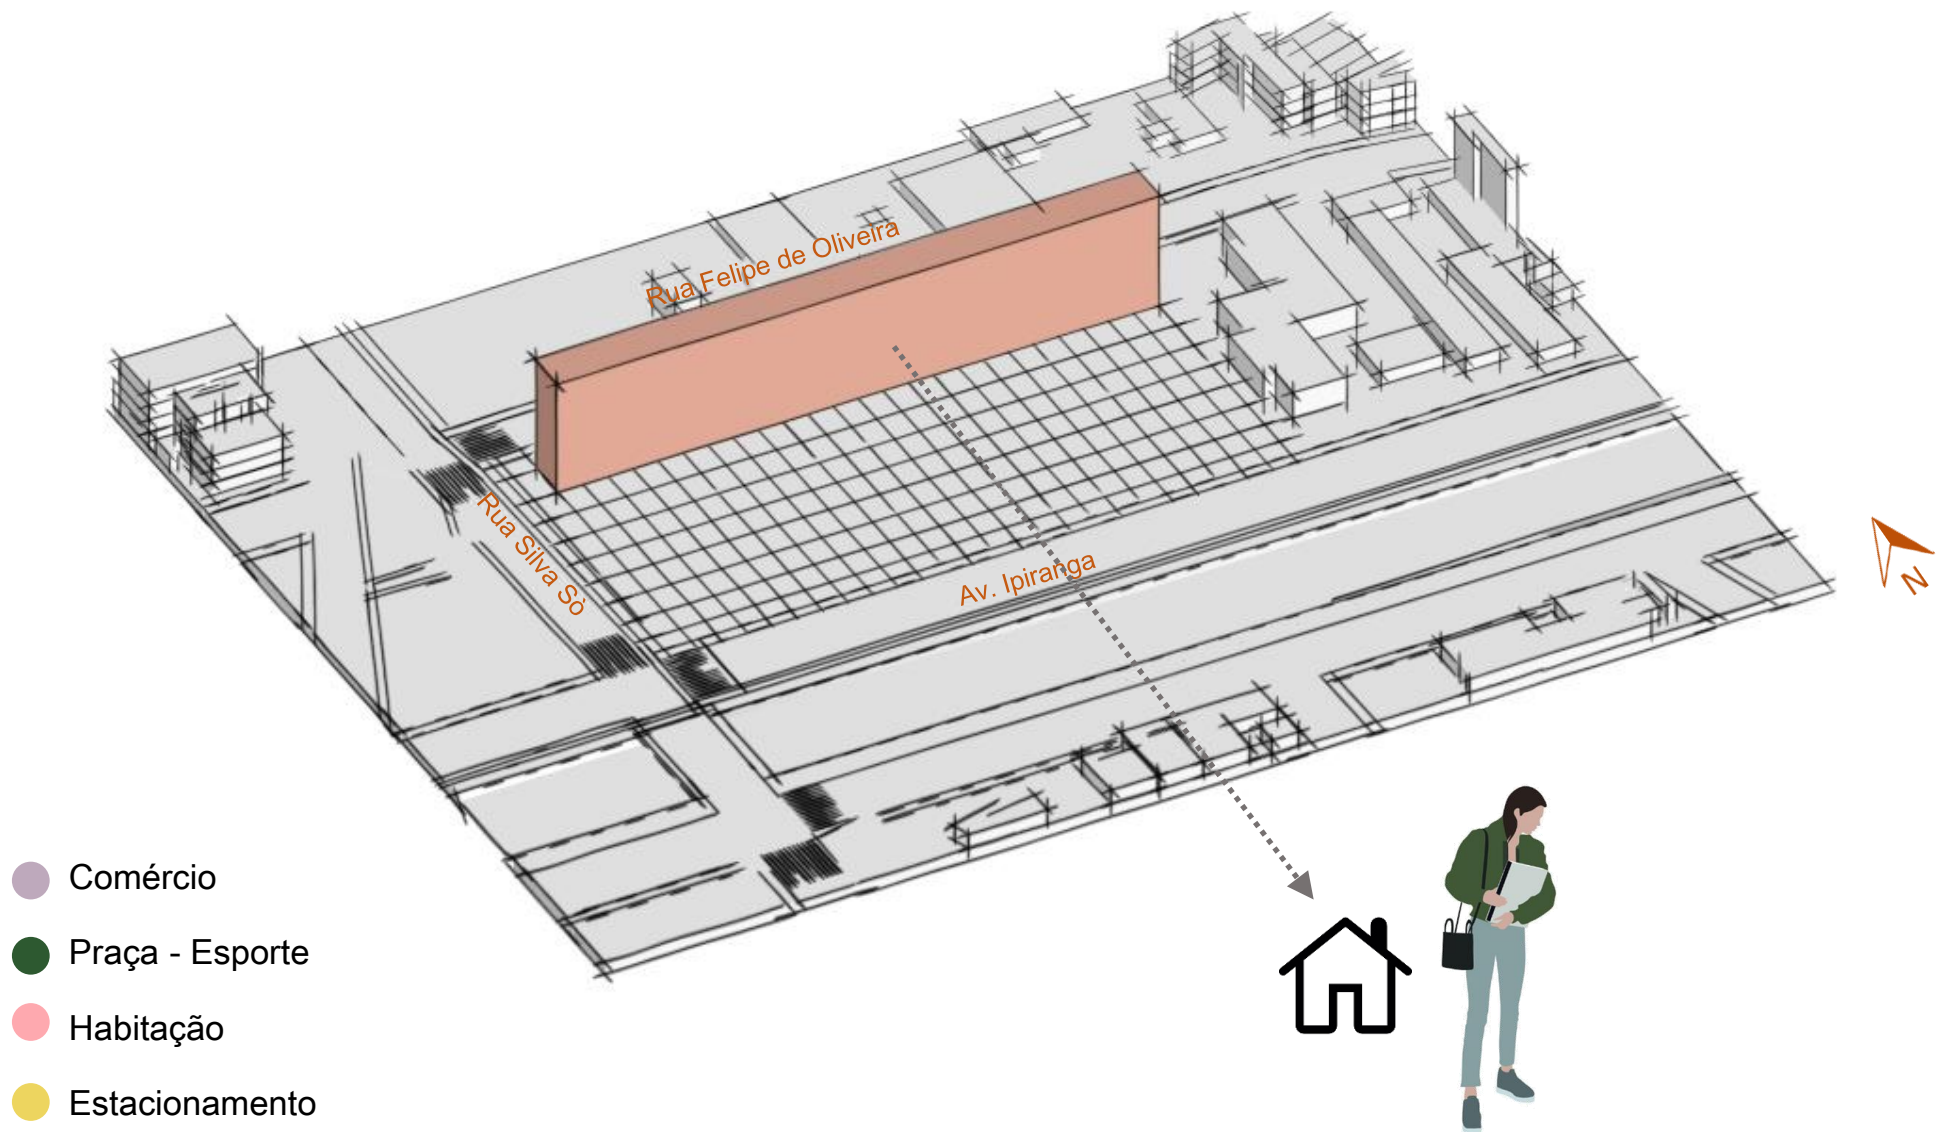 Rua Felipe de Oliveira
Rua Silva Sò
Av. Ipiranga
N
Comércio
Praça - Esporte
Habitação
Estacionamento